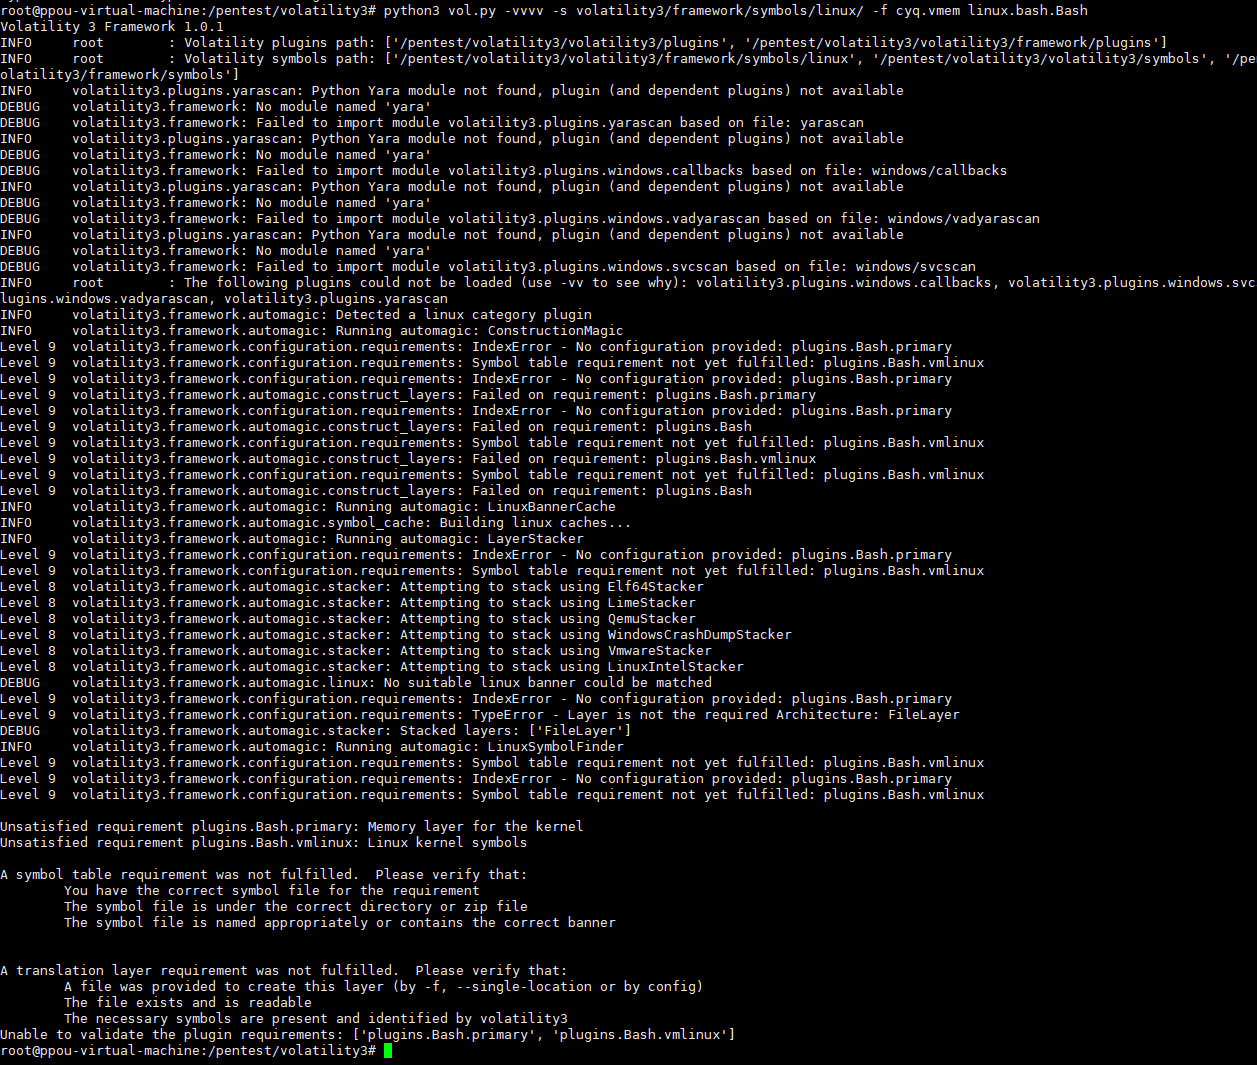 root@ppou-virtual-machine:/pentest/volatility3# python3 vol.py -vvvv -s volatility3/framework/symbols/linux/ -f cyq.vmem linux.bash.Bash
Volatility 3 Framework 1.0.1
INFO     root        : Volatility plugins path: ['/pentest/volatility3/volatility3/plugins', '/pentest/volatility3/volatility3/framework/plugins']
INFO     root        : Volatility symbols path: ['/pentest/volatility3/volatility3/framework/symbols/linux', '/pentest/volatility3/volatility3/symbols', '/pe
olatility3/framework/symbols']
INFO     volatility3.plugins.yarascan: Python Yara module not found, plugin (and dependent plugins) not available
DEBUG    volatility3.framework: No module named 'yara'
DEBUG    volatility3.framework: Failed to import module volatility3.plugins.yarascan based on file: yarascan
INFO     volatility3.plugins.yarascan: Python Yara module not found, plugin (and dependent plugins) not available
DEBUG    volatility3.framework: No module named 'yara'
DEBUG    volatility3.framework: Failed to import module volatility3.plugins.windows.callbacks based on file: windows/callbacks
INFO     volatility3.plugins.yarascan: Python Yara module not found, plugin (and dependent plugins) not available
DEBUG    volatility3.framework: No module named 'yara'
DEBUG    volatility3.framework: Failed to import module volatility3.plugins.windows.vadyarascan based on file: windows/vadyarascan
INFO     volatility3.plugins.yarascan: Python Yara module not found, plugin (and dependent plugins) not available
DEBUG    volatility3.framework: No module named 'yara'
DEBUG    volatility3.framework: Failed to import module volatility3.plugins.windows.svcscan based on file: windows/svcscan
INFO     root        : The following plugins could not be loaded (use -vv to see why): volatility3.plugins.windows.callbacks, volatility3.plugins.windows.svc
lugins.windows.vadyarascan, volatility3.plugins.yarascan
INFO     volatility3.framework.automagic: Detected a linux category plugin
INFO     volatility3.framework.automagic: Running automagic: ConstructionMagic
Level 9  volatility3.framework.configuration.requirements: IndexError - No configuration provided: plugins.Bash.primary
Level 9  volatility3.framework.configuration.requirements: Symbol table requirement not yet fulfilled: plugins.Bash.vmlinux
Level 9  volatility3.framework.configuration.requirements: IndexError - No configuration provided: plugins.Bash.primary
Level 9  volatility3.framework.automagic.construct_layers: Failed on requirement: plugins.Bash.primary
Level 9  volatility3.framework.configuration.requirements: IndexError - No configuration provided: plugins.Bash.primary
Level 9  volatility3.framework.automagic.construct_layers: Failed on requirement: plugins.Bash
Level 9  volatility3.framework.configuration.requirements: Symbol table requirement not yet fulfilled: plugins.Bash.vmlinux
Level 9  volatility3.framework.automagic.construct_layers: Failed on requirement: plugins.Bash.vmlinux
Level 9  volatility3.framework.configuration.requirements: Symbol table requirement not yet fulfilled: plugins.Bash.vmlinux
Level 9  volatility3.framework.automagic.construct_layers: Failed on requirement: plugins.Bash
INFO     volatility3.framework.automagic: Running automagic: LinuxBannerCache
INFO     volatility3.framework.automagic.symbol_cache: Building linux caches...
INFO     volatility3.framework.automagic: Running automagic: LayerStacker
Level 9  volatility3.framework.configuration.requirements: IndexError - No configuration provided: plugins.Bash.primary
Level 9  volatility3.framework.configuration.requirements: Symbol table requirement not yet fulfilled: plugins.Bash.vmlinux
Level 8  volatility3.framework.automagic.stacker: Attempting to stack using Elf64Stacker
Level 8  volatility3.framework.automagic.stacker: Attempting to stack using LimeStacker
Level 8  volatility3.framework.automagic.stacker: Attempting to stack using QemuStacker
Level 8  volatility3.framework.automagic.stacker: Attempting to stack using WindowsCrashDumpStacker
Level 8  volatility3.framework.automagic.stacker: Attempting to stack using VmwareStacker
Level 8  volatility3.framework.automagic.stacker: Attempting to stack using LinuxIntelStacker
DEBUG    volatility3.framework.automagic.linux: No suitable linux banner could be matched
Level 9  volatility3.framework.configuration.requirements: IndexError - No configuration provided: plugins.Bash.primary
Level 9  volatility3.framework.configuration.requirements: TypeError - Layer is not the required Architecture: FileLayer
DEBUG    volatility3.framework.automagic.stacker: Stacked layers: ['FileLayer']
INFO     volatility3.framework.automagic: Running automagic: LinuxSymbolFinder
Level 9  volatility3.framework.configuration.requirements: Symbol table requirement not yet fulfilled: plugins.Bash.vmlinux
Level 9  volatility3.framework.configuration.requirements: IndexError - No configuration provided: plugins.Bash.primary
Level 9  volatility3.framework.configuration.requirements: Symbol table requirement not yet fulfilled: plugins.Bash.vmlinux
Unsatisfied requirement plugins.Bash.primary: Memory layer for the kernel
Unsatisfied requirement plugins.Bash.vmlinux: Linux kernel symbols
A symbol table requirement was not fulfilled.  Please verify that:
You have the correct symbol file for the requirement
The symbol file is under the correct directory or zip file
The symbol file is named appropriately or contains the correct banner
A translation layer requirement was not fulfilled.  Please verify that:
A file was provided to create this layer (by -f, --single-location or by config)
The file exists and is readable
The necessary symbols are present and identified by volatility3
Unable to validate the plugin requirements: ['plugins.Bash.primary', 'plugins.Bash.vmlinux']
root@ppou-virtual-machine:/pentest/volatility3#